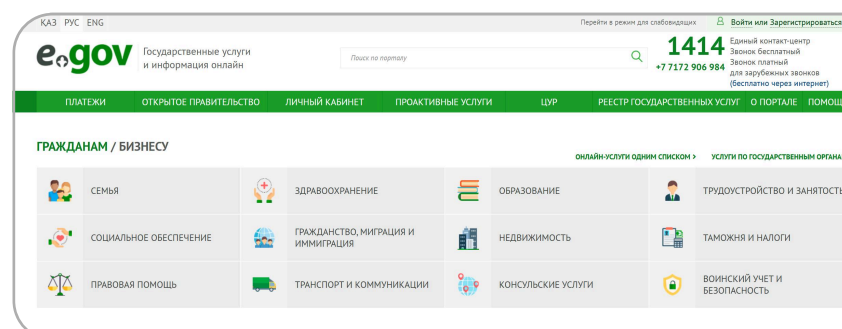 ҚАЗ РУС ENG
Перейти в режим для слабовидящих
Войти или Зарегистрироваться
e.gov
Государственные услуги
и информация онлайн
Поиск по порталу
1414
+7 7172 906 984
Единый контакт-центр
Звонок бесплатный
Звонок платный
для зарубежных звонков
(бесплатно через интернет)
ПЛАТЕЖИ ОТКРЫТОЕ ПРАВИТЕЛЬСТВО ЛИЧНЫЙ КАБИНЕТ ПРОАКТИВНЫЕ УСЛУГИ ЦУР РЕЕСТР ГОСУДАРСТВЕННЫХ УСЛУГ О ПОРТАЛЕ ПОМОЩ
ГРАЖДАНАМ / БИЗНЕСУ
ОНЛАЙН-УСЛУГИ ОДНИМ СПИСКОМ > УСЛУГИ ПО ГОСУДАРСТВЕННЫМ ОРГАНА
СЕМЬЯ
ЗДРАВООХРАНЕНИЕ
ОБРАЗОВАНИЕ
ТРУДОУСТРОЙСТВО И ЗАНЯТОСТЬ
СОЦИАЛЬНОЕ ОБЕСПЕЧЕНИЕ
ГРАЖДАНСТВО, МИГРАЦИЯ И
ИММИГРАЦИЯ
НЕДВИЖИМОСТЬ
ТАМОЖНЯ И НАЛОГИ
ПРАВОВАЯ ПОМОЩЬ
ТРАНСПОРТ И КОММУНИКАЦИИ
КОНСУЛЬСКИЕ УСЛУГИ
ВОИНСКИЙ УЧЕТ И
БЕЗОПАСНОСТЬ